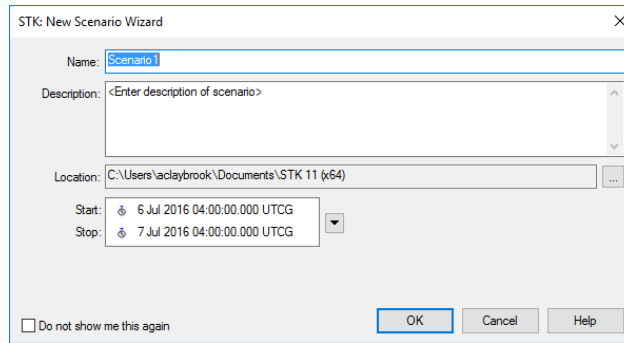 STK: New Scenario Wizard
Name: Scenario1
Description: <Enter description of scenario>
Location: C:\Users\aclaybrook\Documents\STK 11 (x64)
...
Start: 6 Jul 2016 04:00:00.000 UTCG
Stop: 7 Jul 2016 04:00:00.000 UTCG
Do not show me this again
OK Cancel Help